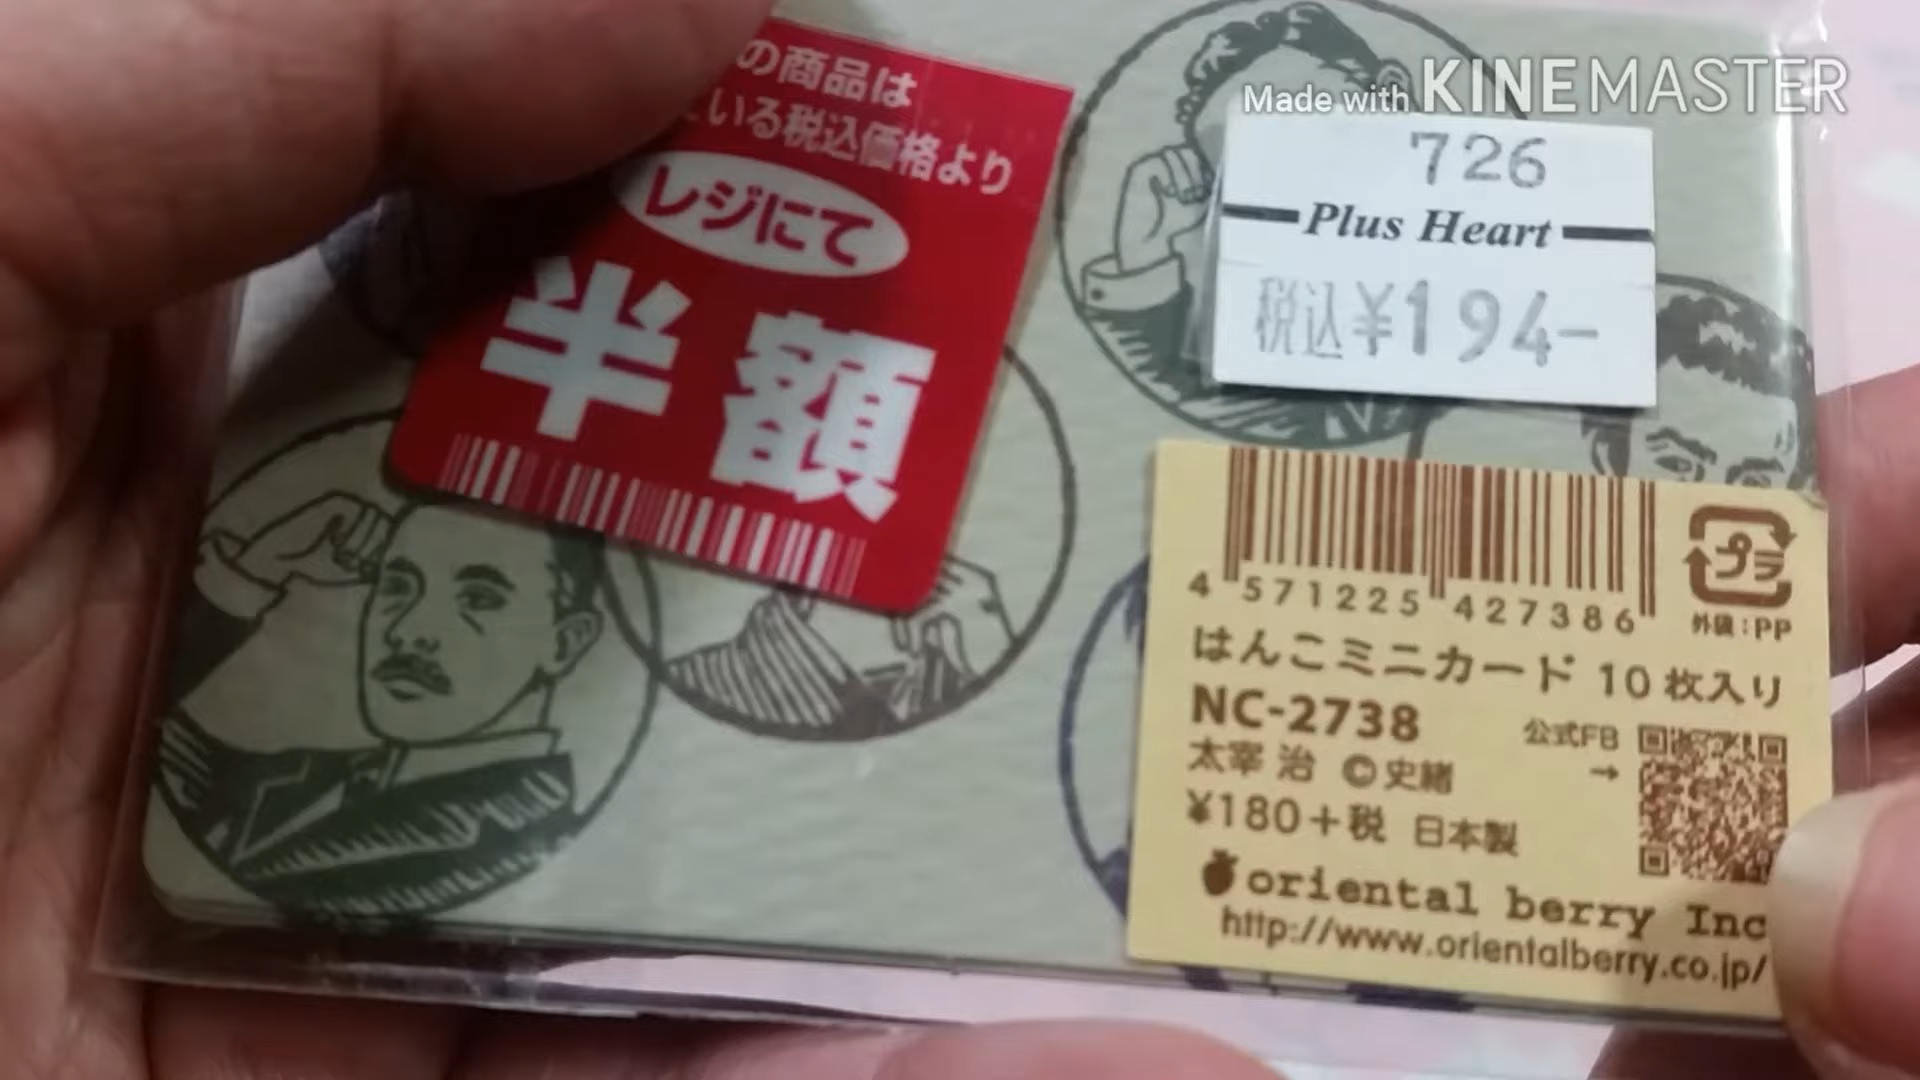 Made with KINEMASTER
の商品は
いる税込価格より
レジにて
半額
726
Plus Heart
税込¥194-
4 571225 427386
プラ
外袋:PP
はんこミニカード 10枚入り
NC-2738
公式FB
→
太宰 治 ©史緒
¥180+税 日本製
oriental berry Inc
http://www.orientalberry.co.jp/